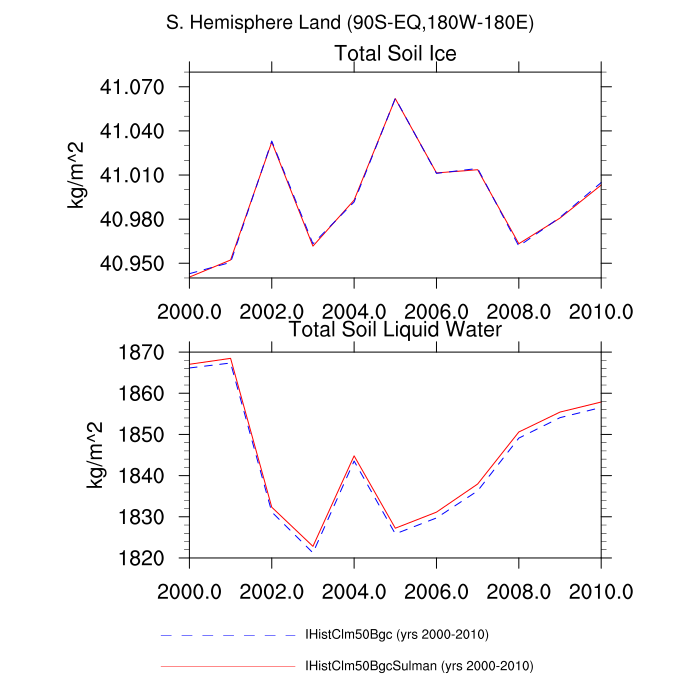 S. Hemisphere Land (90S-EQ,180W-180E)
Total Soil Ice
41.070
41.040
41.010
40.980
40.950
kg/m^2
2000.0 2002.0 2004.0 2006.0 2008.0 2010.0
Total Soil Liquid Water
1870
1860
1850
1840
1830
1820
kg/m^2
2000.0 2002.0 2004.0 2006.0 2008.0 2010.0
IHistClm50Bgc (yrs 2000-2010)
IHistClm50BgcSulman (yrs 2000-2010)